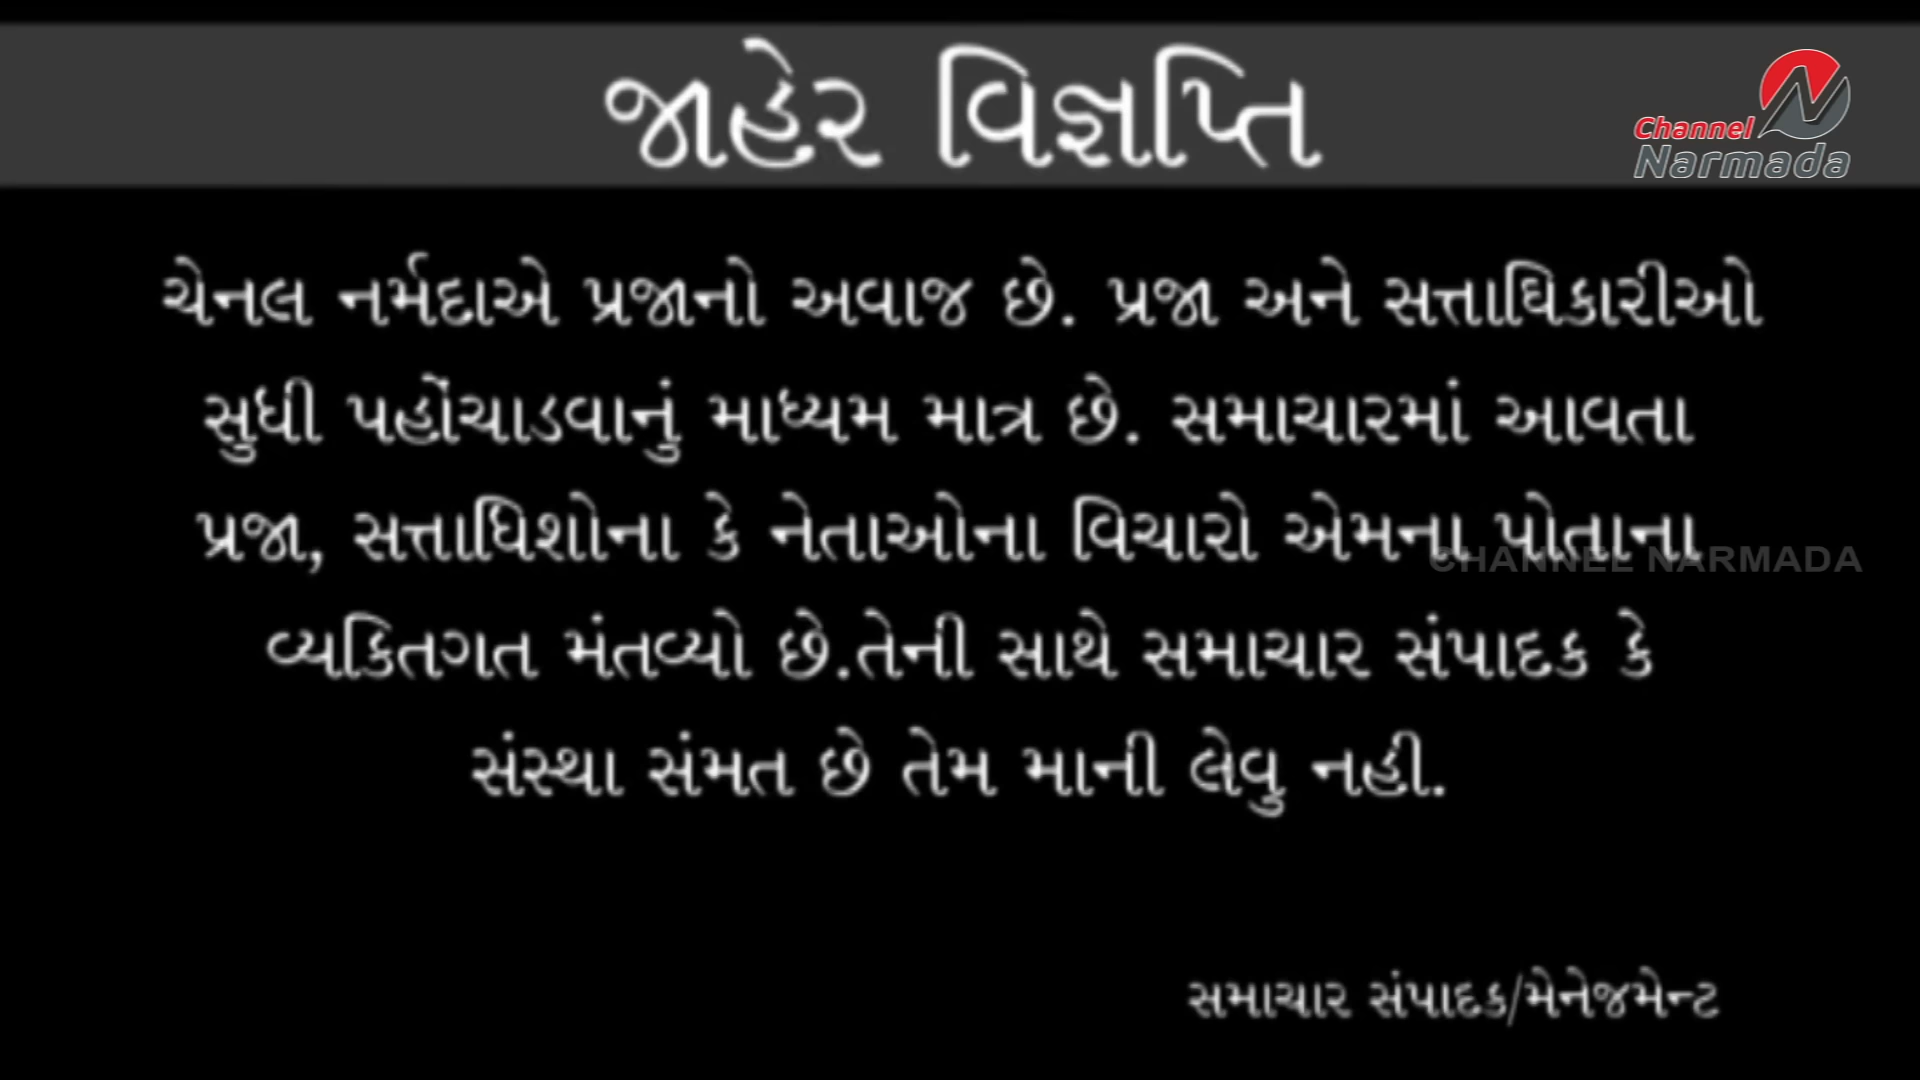 જાહેર વિજ્ઞપ્તિ
Channel
Narmada
ચેનલ નર્મદાએ પ્રજાનો અવાજ છે. પ્રજા અને સત્તાધિકારીઓ
સુધી પહોંચાડવાનું માધ્યમ માત્ર છે. સમાચારમાં આવતા
પ્રજા, સત્તાધિશોના કે નેતાઓના વિચારો એમના પોતાના
CHANNEL NARMADA
વ્યકિતગત મંતવ્યો છે.તેની સાથે સમાચાર સંપાદક કે
સંસ્થા સંમત છે તેમ માની લેવુ નહી.
સમાચાર સંપાદક/મેનેજમેન્ટ